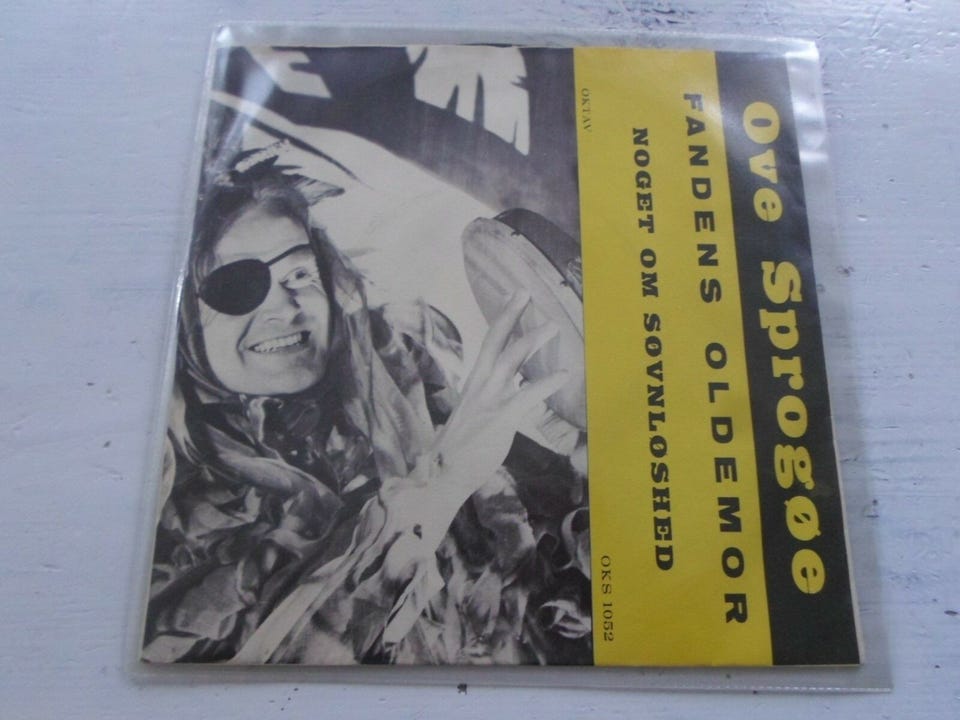 Ove Sprogøe
FANDENS OLDEMOR
NOGET OM SØVNLØSHED
OKTAV
OKS 1052